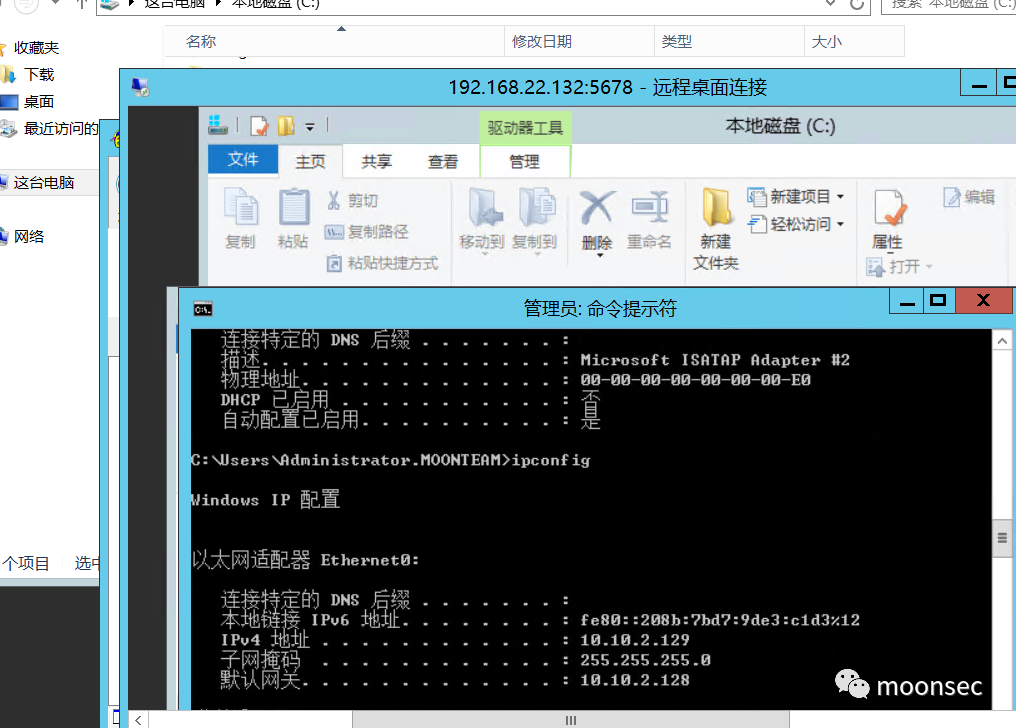 这台电脑 本地磁盘 (C:)
搜索"本地磁盘 (C:)
名称 修改日期 类型 大小
收藏夹
下载
桌面
最近访问的
这台电脑
网络
个项目 选中
192.168.22.132:5678 - 远程桌面连接
驱动器工具 本地磁盘 (C:)
文件 主页 共享 查看 管理
复制 粘贴 剪切
复制路径
粘贴快捷方式
移动到 复制到 删除 重命名
新建
文件夹
新建项目
轻松访问
属性
打开
编辑
管理员: 命令提示符
连接特定的 DNS 后缀 . . . . . . . :
描述. . . . . . . . . . . . . . . : Microsoft ISATAP Adapter #2
物理地址. . . . . . . . . . . . . : 00-00-00-00-00-00-00-E0
DHCP 已启用 . . . . . . . . . . . : 否
自动配置已启用. . . . . . . . . . : 是
C:\Users\Administrator.MOONTEAM>ipconfig
Windows IP 配置
以太网适配器 Ethernet0:
连接特定的 DNS 后缀 . . . . . . . :
本地链接 IPv6 地址. . . . . . . . : fe80::208b:7bd7:9de3:c1d3%12
IPv4 地址 . . . . . . . . . . . . : 10.10.2.129
子网掩码 . . . . . . . . . . . . : 255.255.255.0
默认网关. . . . . . . . . . . . . : 10.10.2.128
moonsec